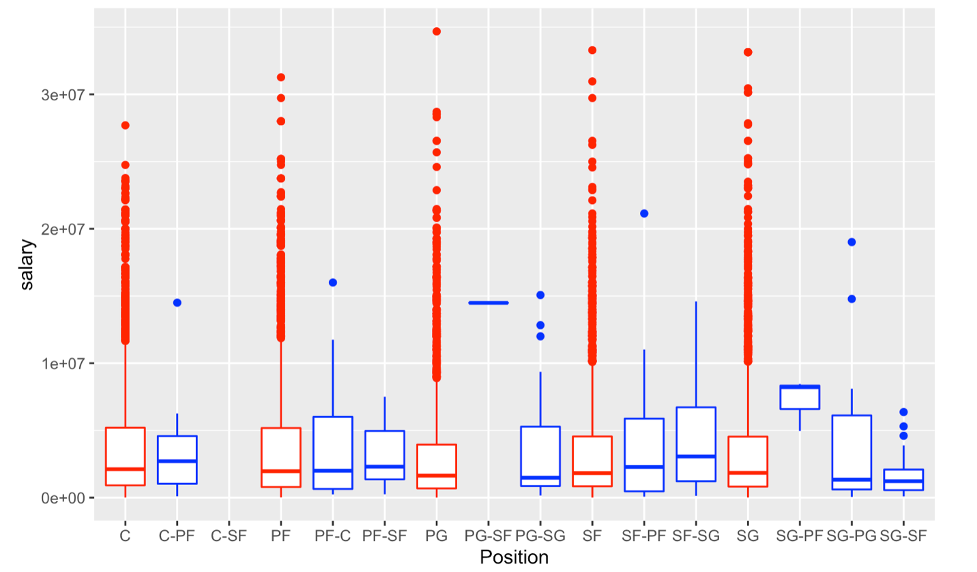 3e+07
2e+07
1e+07
0e+00
salary
C C-PF C-SF PF PF-C PF-SF PG PG-SF PG-SG SF SF-PF SF-SG SG SG-PF SG-PG SG-SF
Position